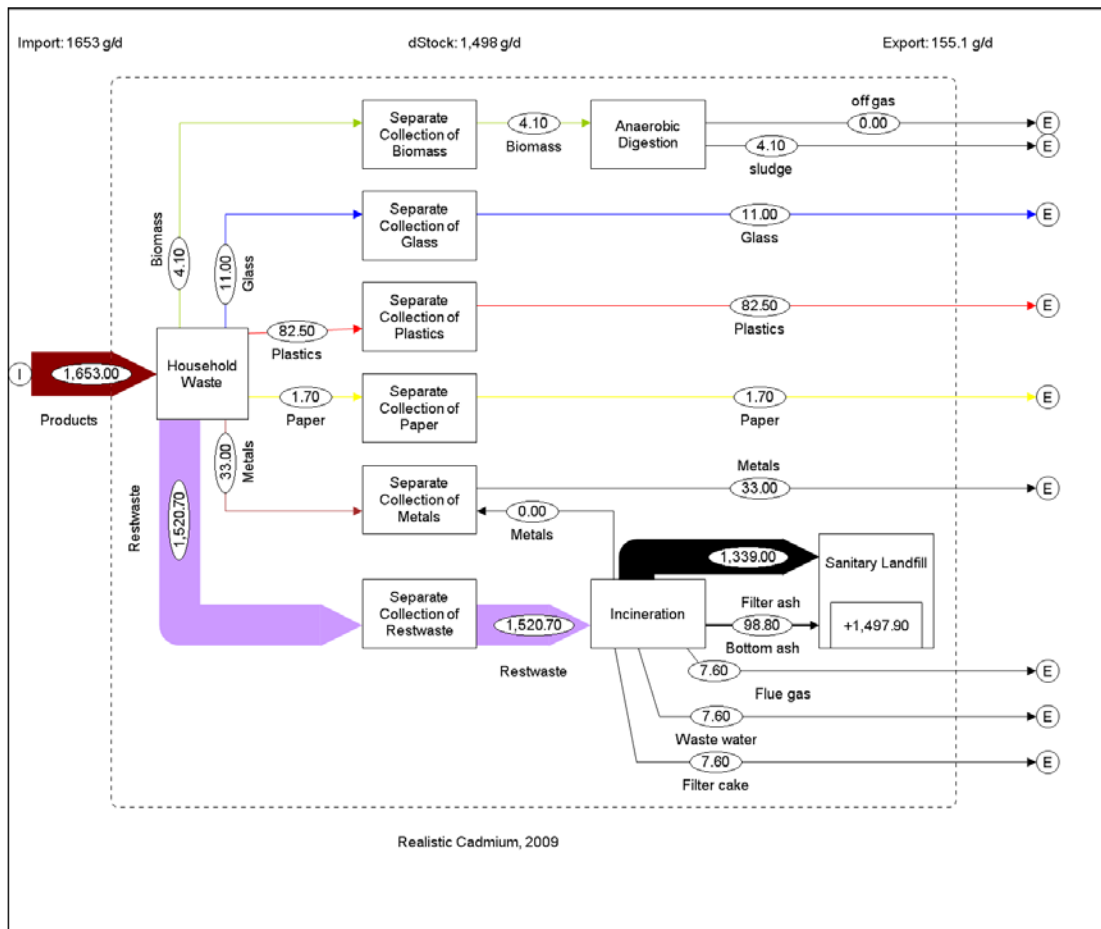 Import: 1653 g/d
dStock: 1,498 g/d
Export: 155.1 g/d
off gas
0.00
E
Separate
Collection of
Biomass
4.10
Biomass
Anaerobic
Digestion
4.10
sludge
E
Biomass
4.10
11.00
Glass
Separate
Collection of
Glass
11.00
Glass
E
82.50
Plastics
Separate
Collection of
Plastics
82.50
Plastics
E
I
1,653.00
Products
Household
Waste
1.70
Paper
Separate
Collection of
Paper
1.70
Paper
E
33.00
Metals
Separate
Collection of
Metals
Metals
33.00
E
0.00
Metals
Restwaste
1,520.70
Separate
Collection of
Restwaste
1,520.70
Restwaste
Incineration
1,339.00
Filter ash
98.80
Bottom ash
Sanitary Landfill
+1,497.90
7.60
Flue gas
E
7.60
Waste water
E
7.60
Filter cake
E
Realistic Cadmium, 2009